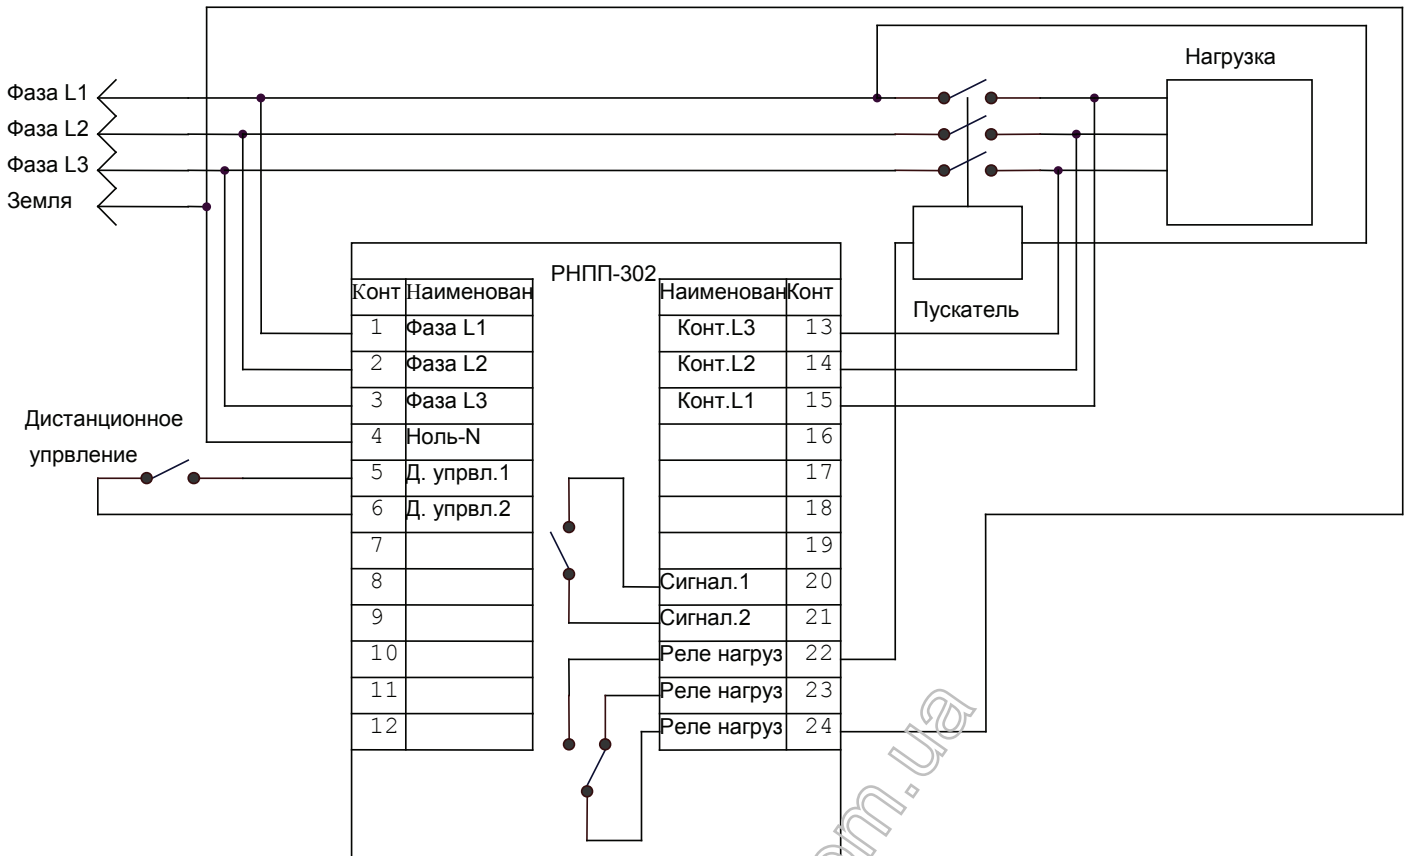 Нагрузка
Фаза L1
Фаза L2
Фаза L3
Земля
РНПП-302
Конт Наименован
Наименован Конт
Пускатель
1 Фаза L1
Конт.L3 13
2 Фаза L2
Конт.L2 14
3 Фаза L3
Конт.L1 15
Дистанционное
упрвление
4 Ноль-N
16
5 Д. упрвл.1
17
6 Д. упрвл.2
18
7
19
8
Сигнал.1 20
9
Сигнал.2 21
10
Реле нагруз 22
11
Реле нагруз 23
12
Реле нагруз 24
om.ua